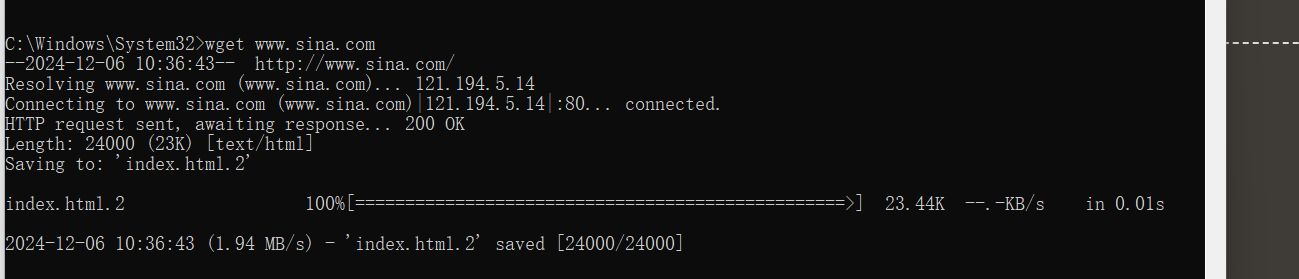 C:\Windows\System32>wget www.sina.com
--2024-12-06 10:36:43--  http://www.sina.com/
Resolving www.sina.com (www.sina.com)... 121.194.5.14
Connecting to www.sina.com (www.sina.com)|121.194.5.14|:80... connected.
HTTP request sent, awaiting response... 200 OK
Length: 24000 (23K) [text/html]
Saving to: 'index.html.2'
index.html.2                  100%[=================================================>]  23.44K  --.-KB/s    in 0.01s
2024-12-06 10:36:43 (1.94 MB/s) - 'index.html.2' saved [24000/24000]